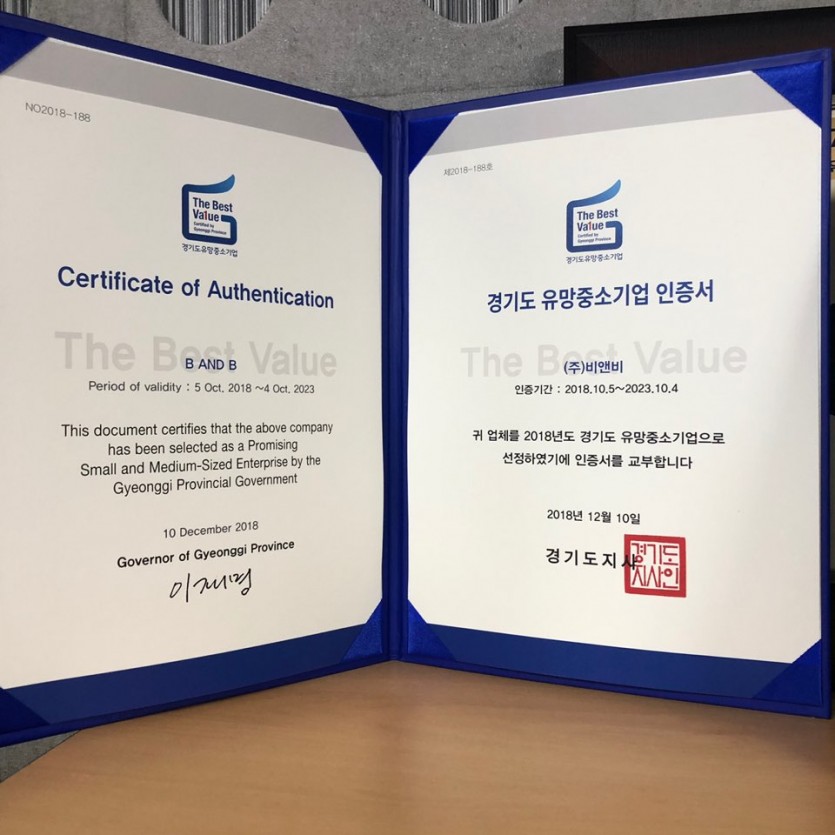 NO2018-188
The Best
Value
Certified by
Gyeonggi Province
경기도유망중소기업
Certificate of Authentication
The Best Value
B AND B
Period of validity : 5 Oct. 2018 ~4 Oct. 2023
This document certifies that the above company
has been selected as a Promising
Small and Medium-Sized Enterprise by the
Gyeonggi Provincial Government
10 December 2018
Governor of Gyeonggi Province
이재명
제2018-188호
The Best
Value
Certified by
Gyeonggi Province
경기도유망중소기업
경기도 유망중소기업 인증서
The Best Value
(주)비앤비
인증기간 : 2018.10.5~2023.10.4
귀 업체를 2018년도 경기도 유망중소기업으로
선정하였기에 인증서를 교부합니다
2018년 12월 10일
경기도지사
경기도
지사인